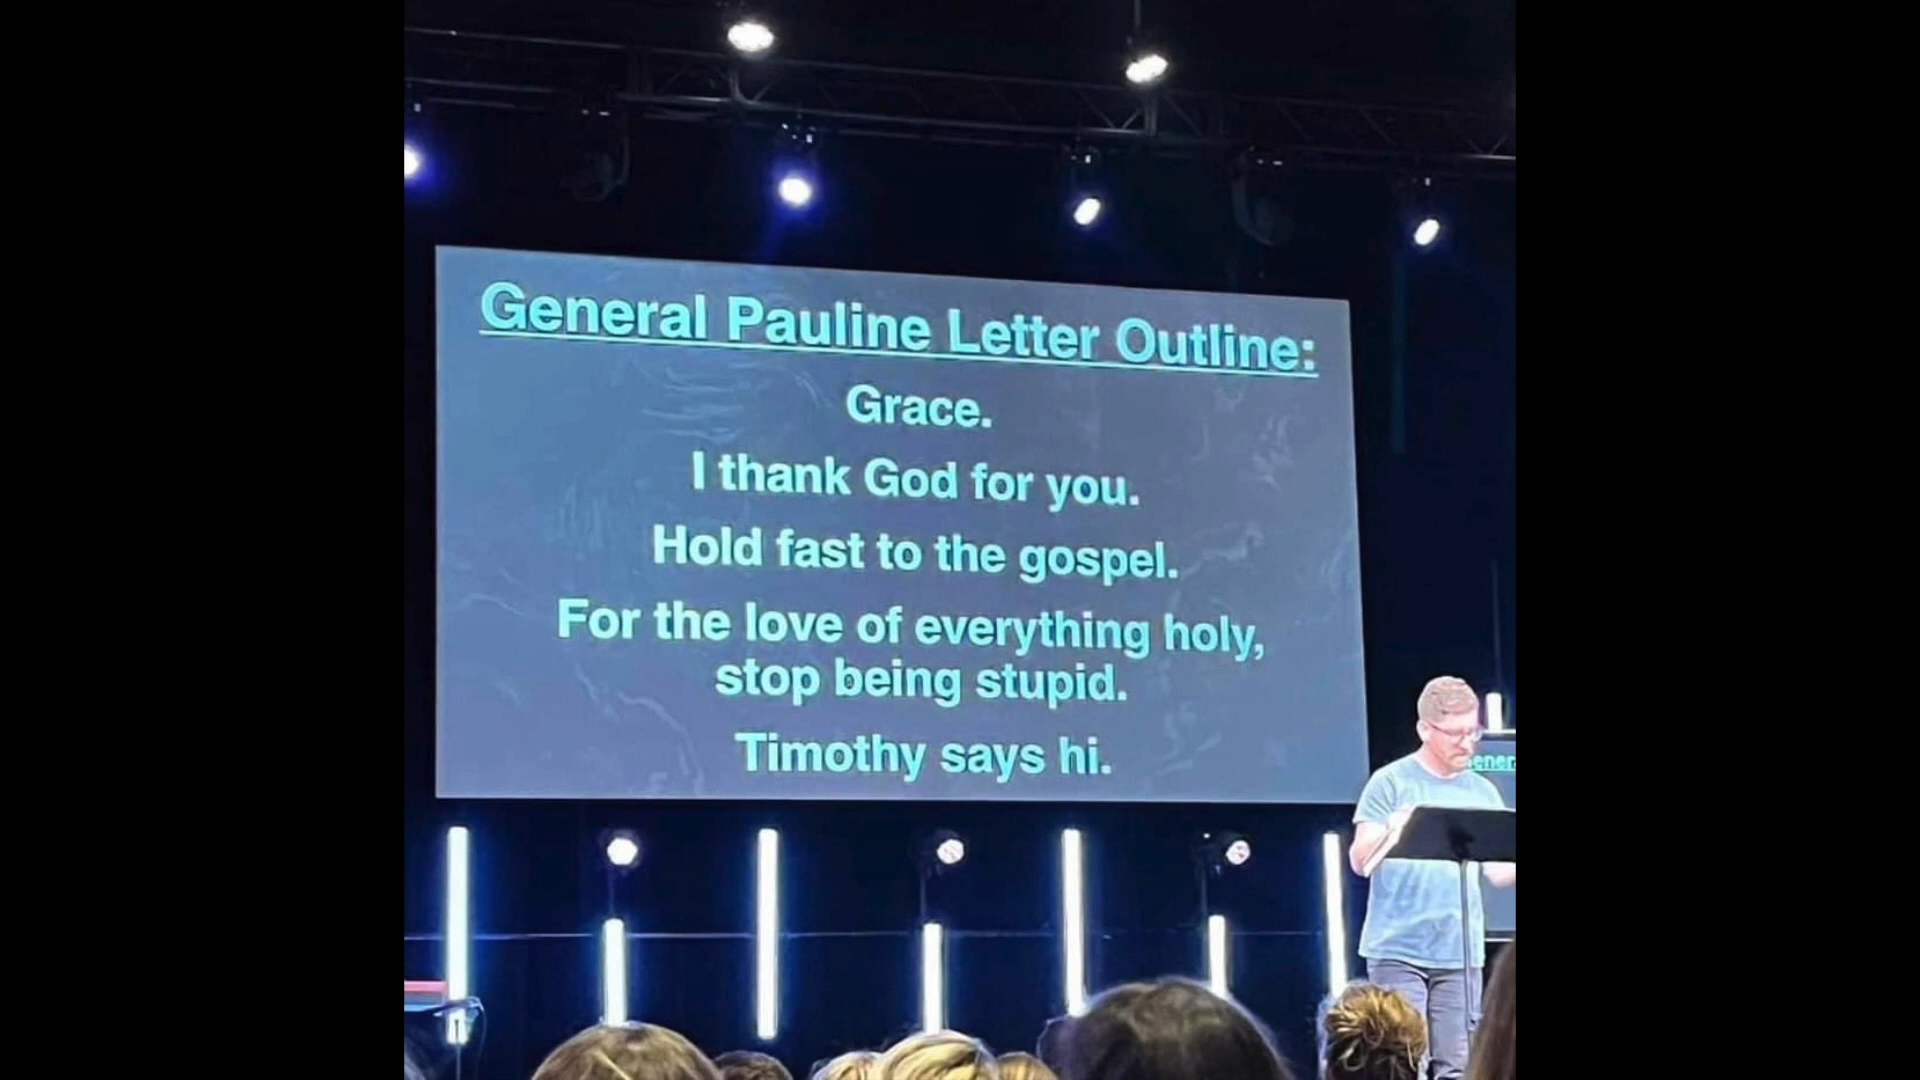 General Pauline Letter Outline:
Grace.
I thank God for you.
Hold fast to the gospel.
For the love of everything holy,
stop being stupid.
Timothy says hi.